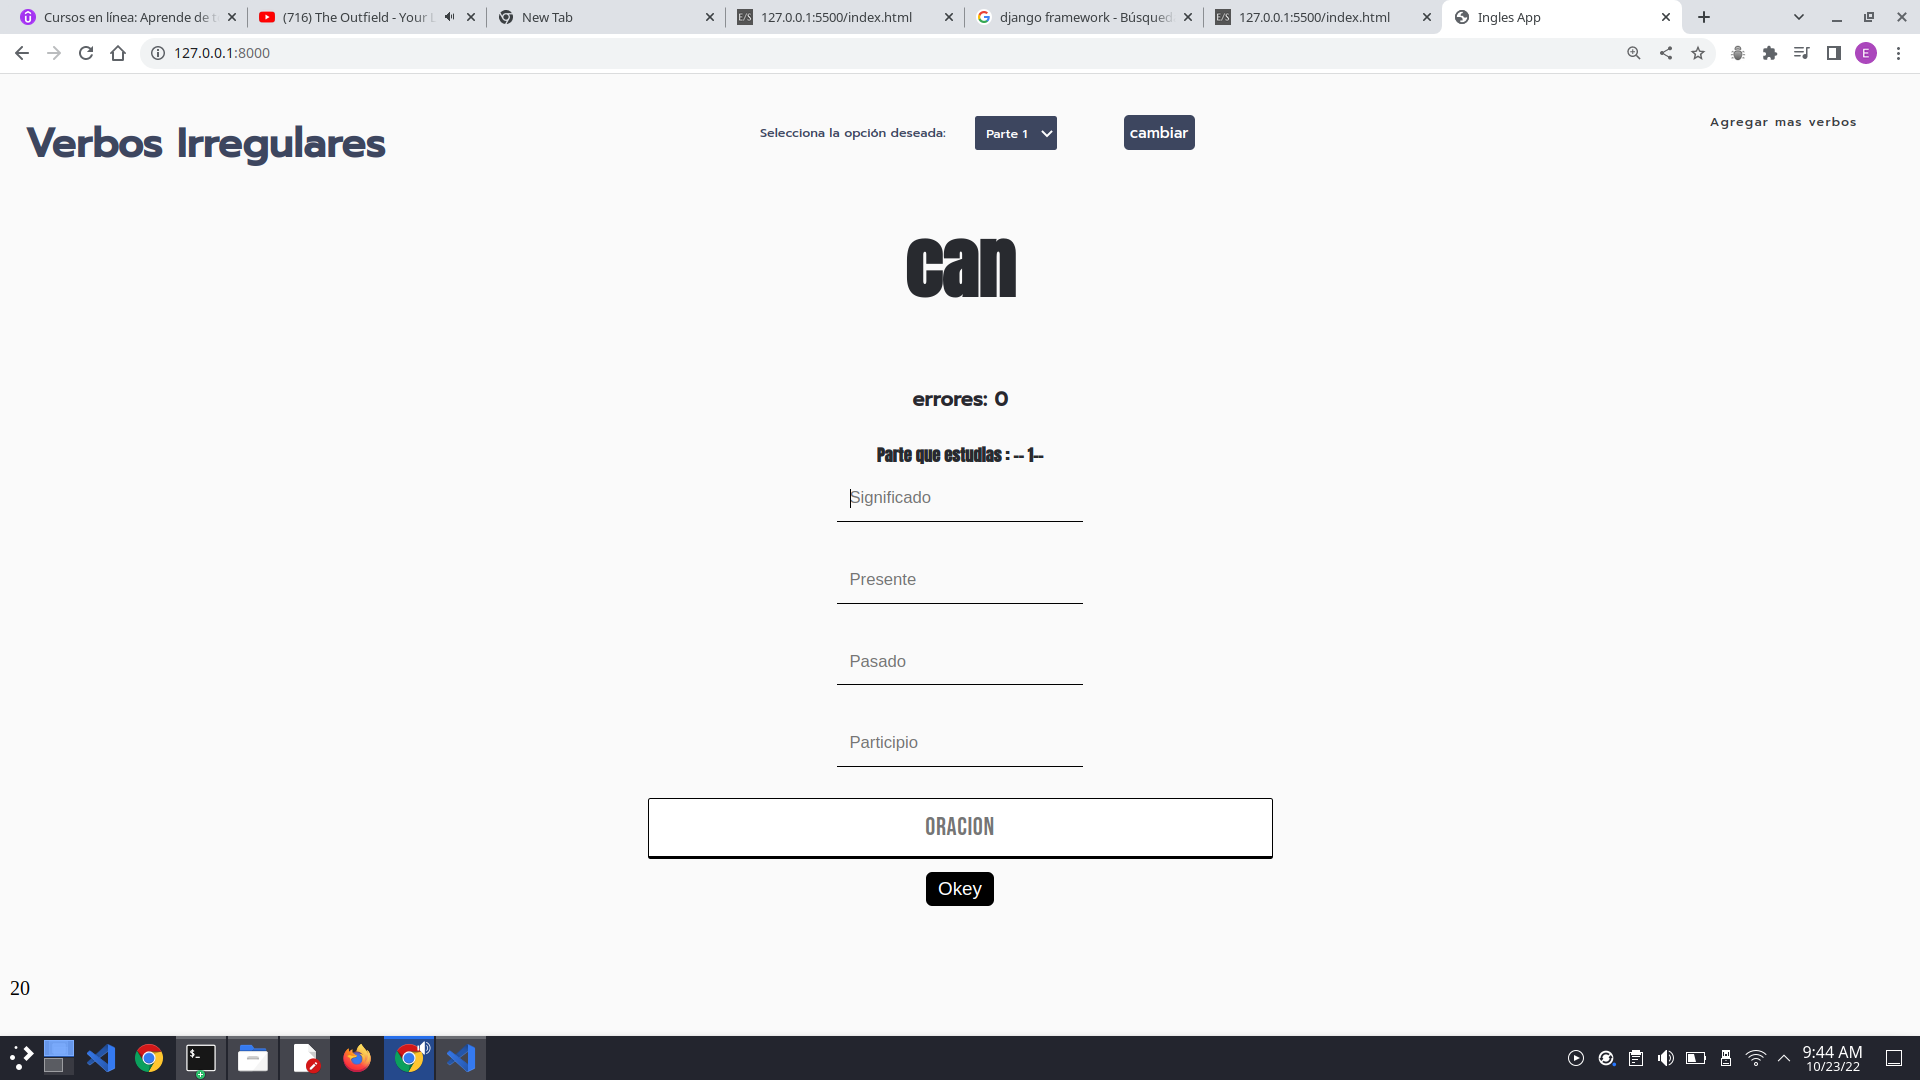 Cursos en línea: Aprende de t
(716) The Outfield - Your L
New Tab
E/S 127.0.0.1:5500/index.html
django framework - Búsqued
E/S 127.0.0.1:5500/index.html
Ingles App
127.0.0.1:8000
E
Verbos Irregulares
Selecciona la opción deseada:
Parte 1
cambiar
Agregar mas verbos
can
errores: 0
Parte que estudias : -- 1--
Significado
Presente
Pasado
Participio
ORACION
Okey
20
9:44 AM
10/23/22